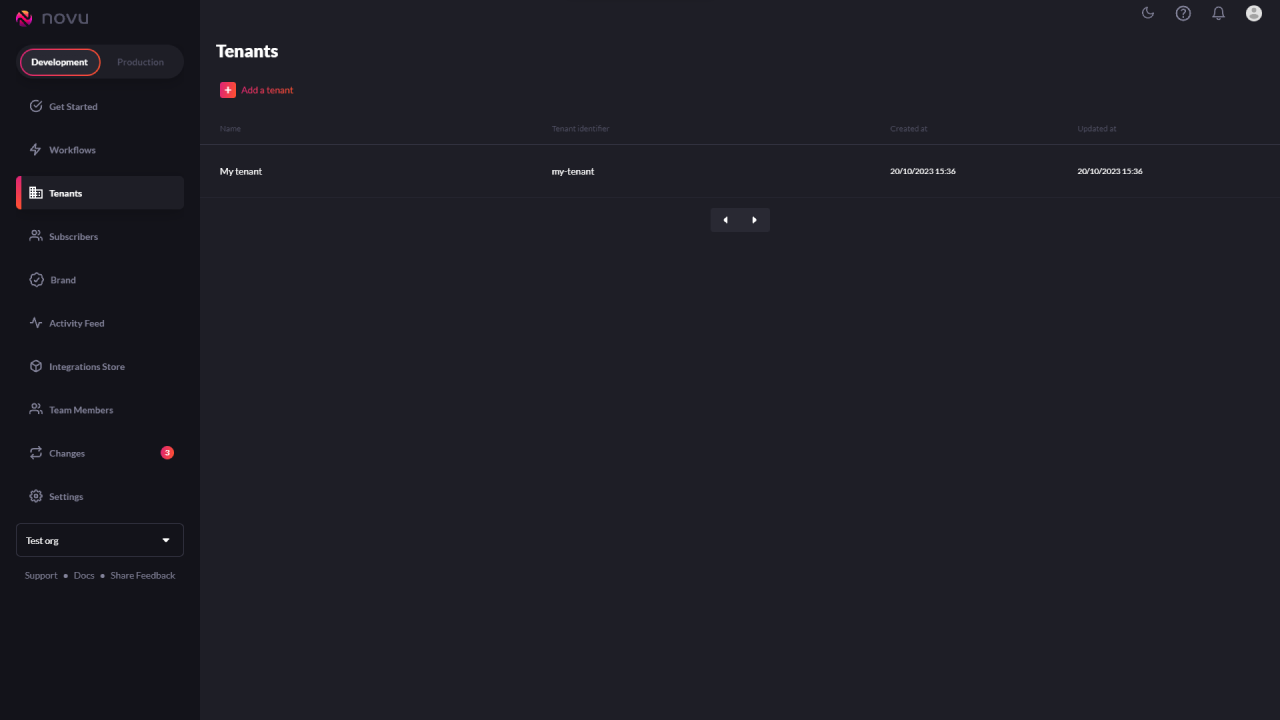 novu
Development Production
Get Started
Workflows
Tenants
Subscribers
Brand
Activity Feed
Integrations Store
Team Members
Changes 3
Settings
Test org
Support • Docs • Share Feedback
Tenants
+ Add a tenant
Name Tenant identifier Created at Updated at
My tenant my-tenant 20/10/2023 15:36 20/10/2023 15:36